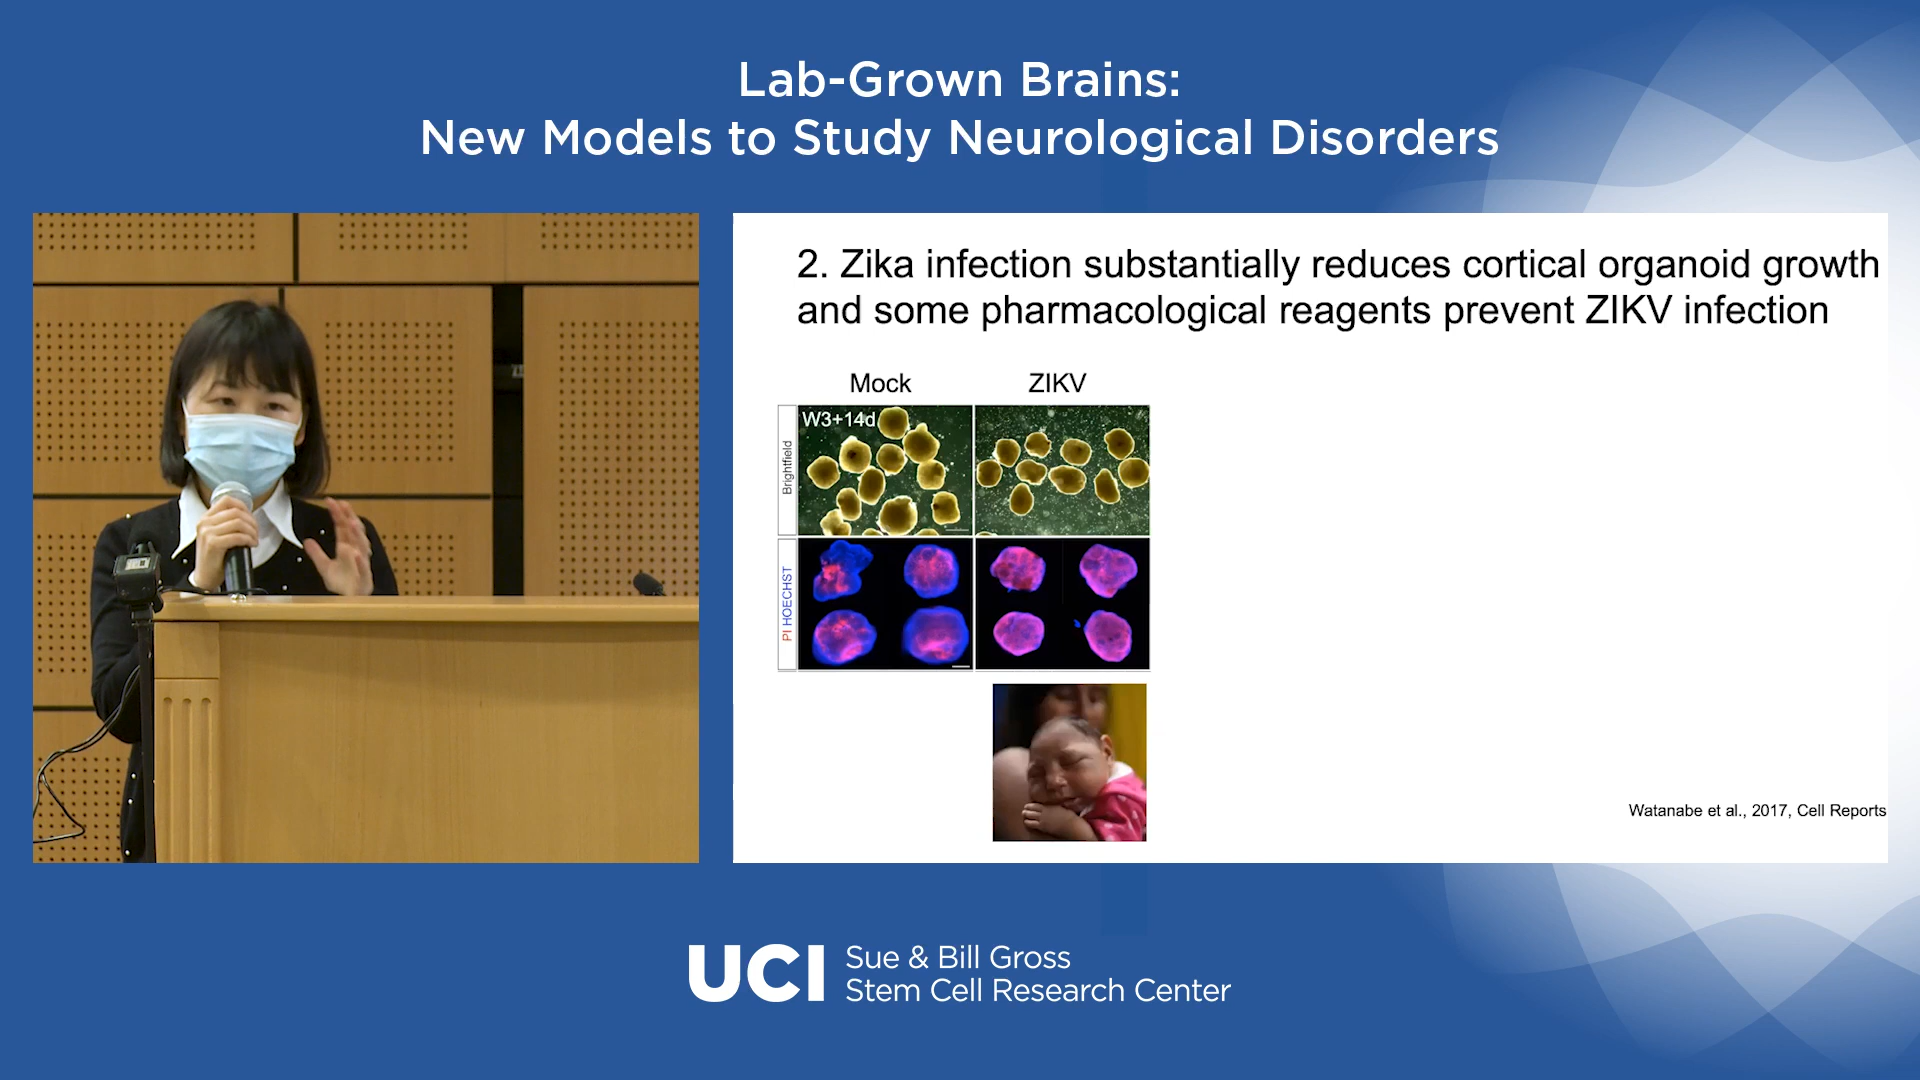 Lab-Grown Brains:
New Models to Study Neurological Disorders
2. Zika infection substantially reduces cortical organoid growth
and some pharmacological reagents prevent ZIKV infection
Mock
ZIKV
Brightfield
W3+14d
PI HOECHST
Watanabe et al., 2017, Cell Reports
UCI
Sue & Bill Gross
Stem Cell Research Center